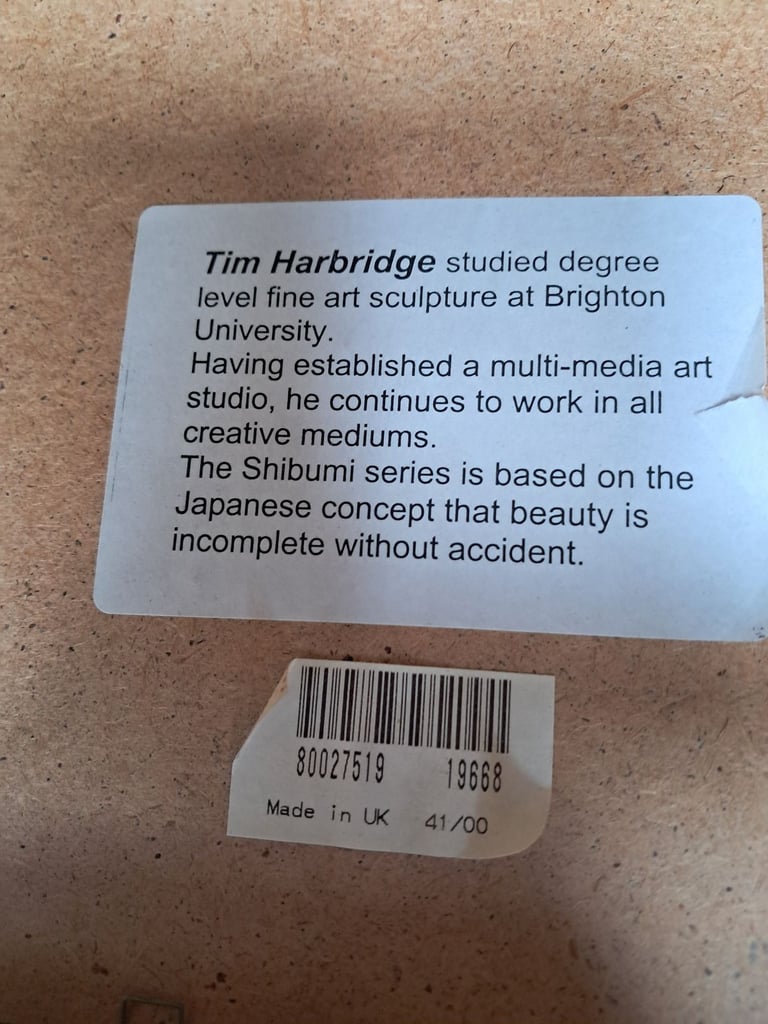 Tim Harbridge studied degree
level fine art sculpture at Brighton
University.
Having established a multi-media art
studio, he continues to work in all
creative mediums.
The Shibumi series is based on the
Japanese concept that beauty is
incomplete without accident.
80027519 19668
Made in UK 41/00